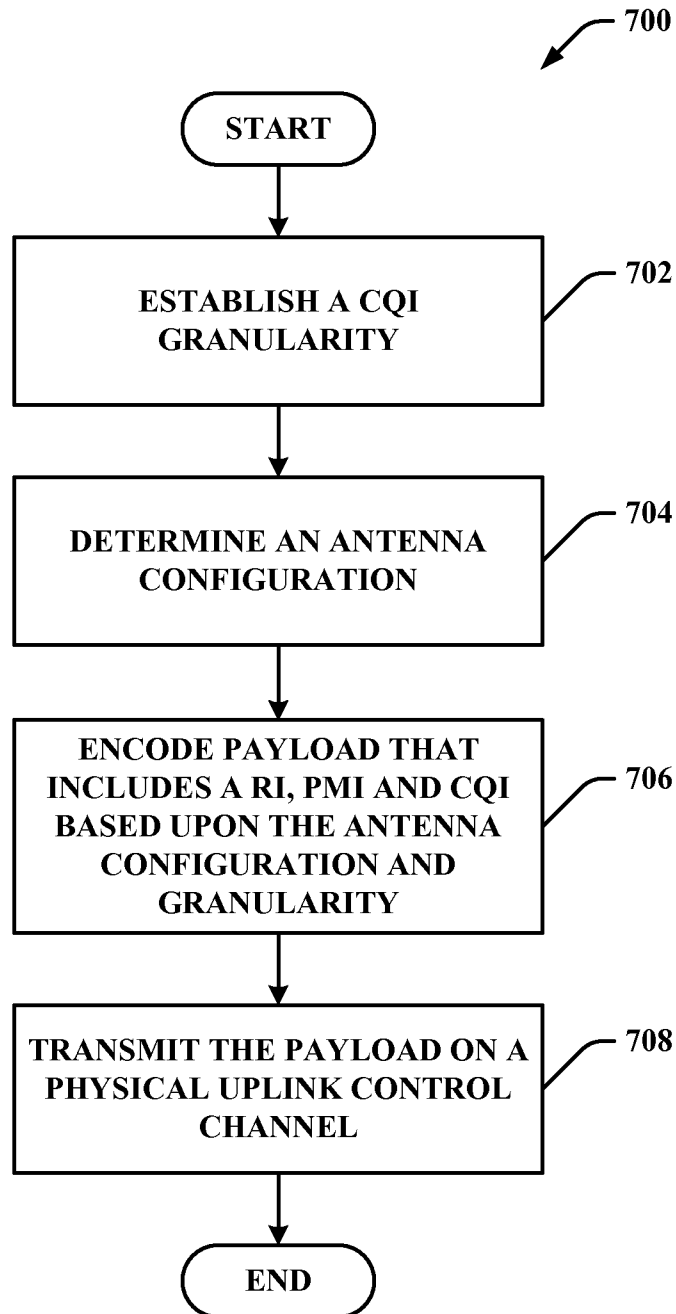 700
START
ESTABLISH A CQI
GRANULARITY
702
DETERMINE AN ANTENNA
CONFIGURATION
704
ENCODE PAYLOAD THAT
INCLUDES A RI, PMI AND CQI
BASED UPON THE ANTENNA
CONFIGURATION AND
GRANULARITY
706
TRANSMIT THE PAYLOAD ON A
PHYSICAL UPLINK CONTROL
CHANNEL
708
END